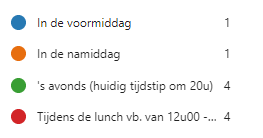 In de voormiddag 1
In de namiddag 1
's avonds (huidig tijdstip om 20u) 4
Tijdens de lunch vb. van 12u00 -... 4